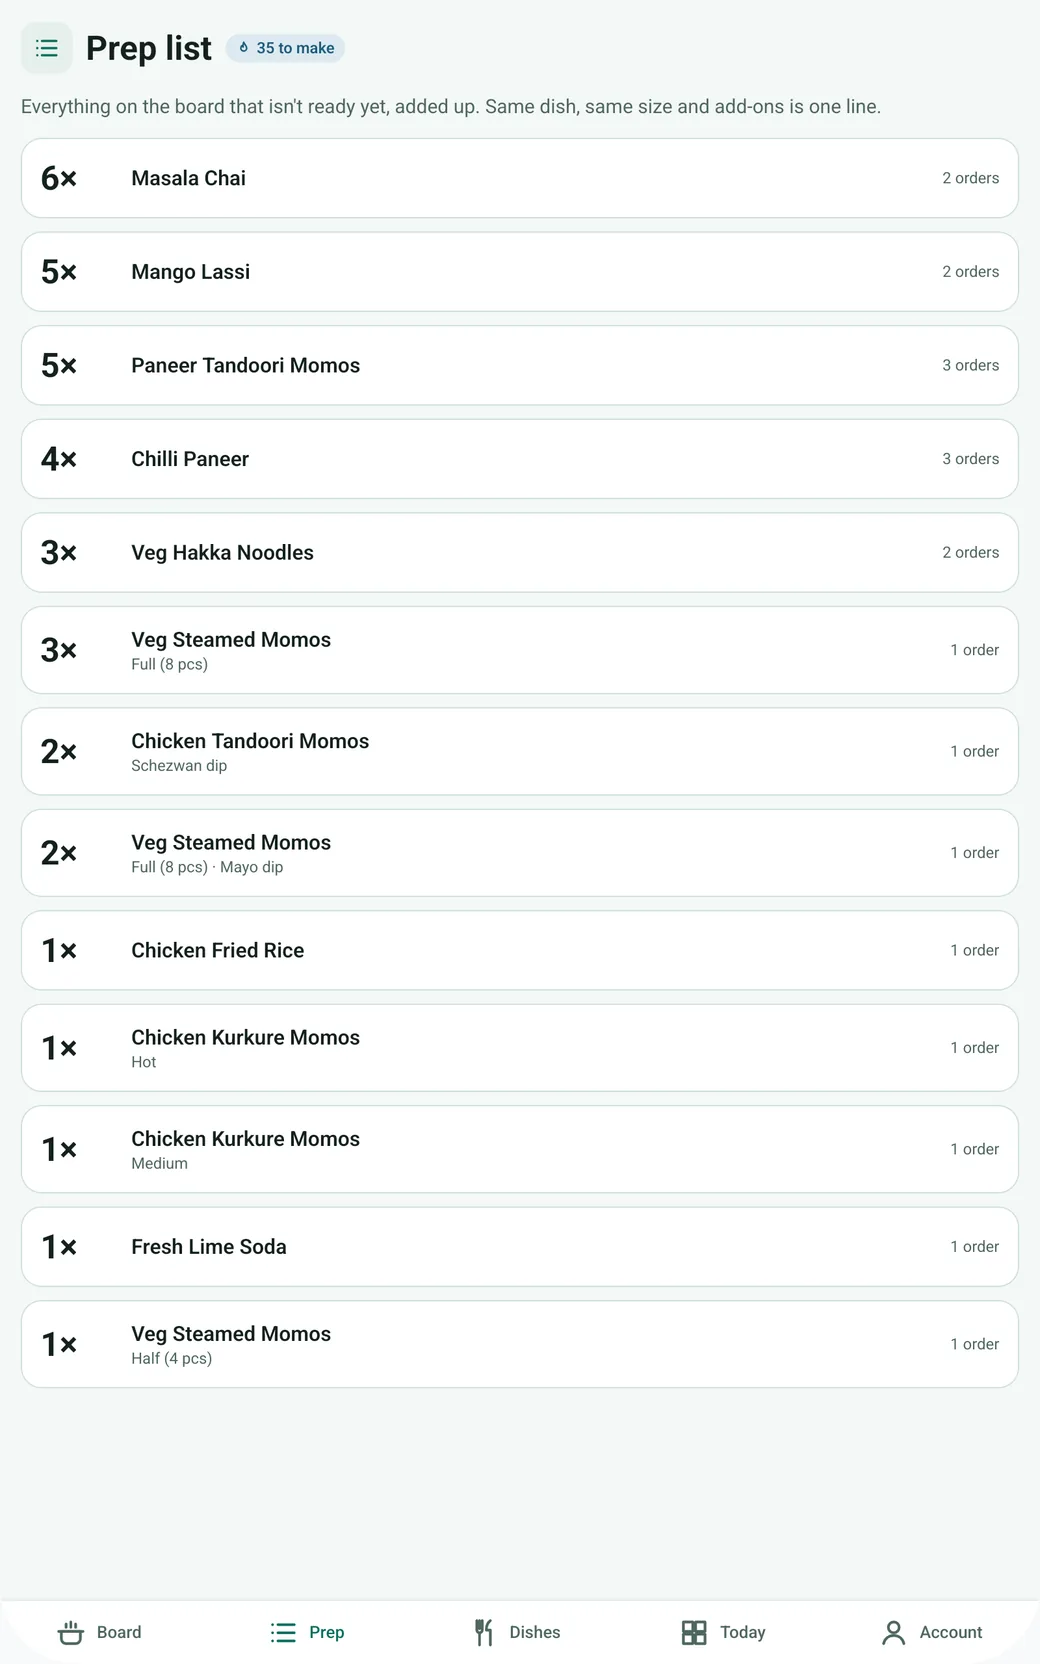 Prep list
35 to make
Everything on the board that isn't ready yet, added up. Same dish, same size and add-ons is one line.
6× Masala Chai 2 orders
5× Mango Lassi 2 orders
5× Paneer Tandoori Momos 3 orders
4× Chilli Paneer 3 orders
3× Veg Hakka Noodles 2 orders
3× Veg Steamed Momos 1 order
Full (8 pcs)
2× Chicken Tandoori Momos 1 order
Schezwan dip
2× Veg Steamed Momos 1 order
Full (8 pcs) · Mayo dip
1× Chicken Fried Rice 1 order
1× Chicken Kurkure Momos 1 order
Hot
1× Chicken Kurkure Momos 1 order
Medium
1× Fresh Lime Soda 1 order
1× Veg Steamed Momos 1 order
Half (4 pcs)
Board Prep Dishes Today Account